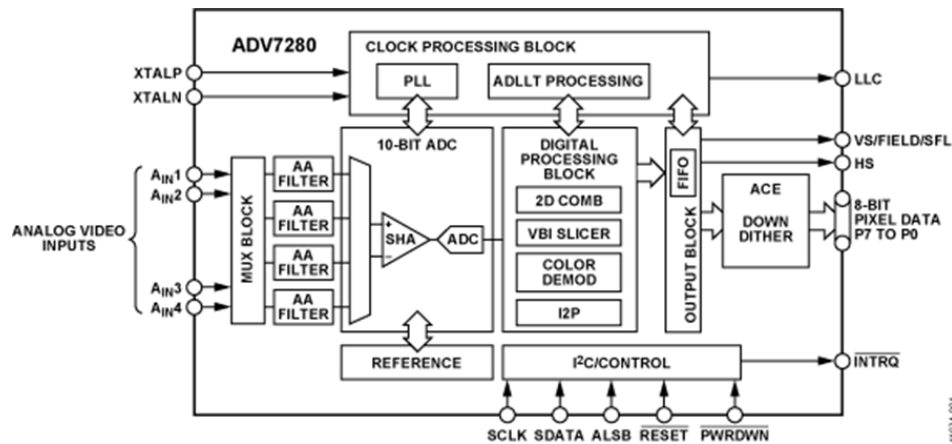 ADV7280
CLOCK PROCESSING BLOCK
PLL
ADLLT PROCESSING
XTALP
XTALN
LLC
10-BIT ADC
DIGITAL
PROCESSING
BLOCK
2D COMB
VBI SLICER
COLOR
DEMOD
I2P
FIFO
OUTPUT BLOCK
VS/FIELD/SFL
HS
ACE
DOWN
DITHER
8-BIT
PIXEL DATA
P7 TO P0
ANALOG VIDEO
INPUTS
AIN1
AIN2
AIN3
AIN4
MUX BLOCK
AA
FILTER
AA
FILTER
AA
FILTER
AA
FILTER
+
SHA
–
ADC
REFERENCE
I2C/CONTROL
INTRQ
SCLK
SDATA
ALSB
RESET
PWRDWN